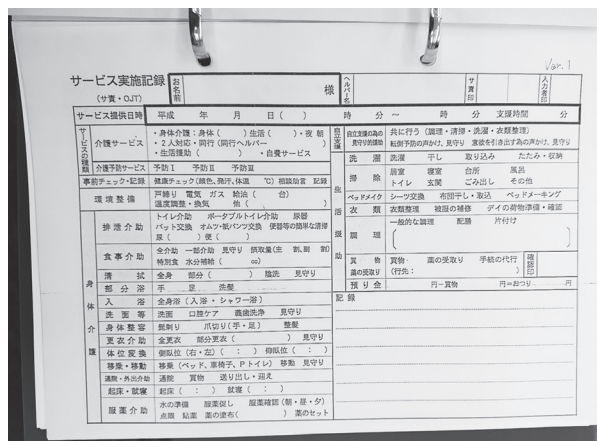 Var.1
サービス実施記録
(サ責・OJT)
お名前
様
ヘルパー名
サ責印
入力者印
サービス提供日時 平成 年 月 日( ) 時 分 ～ 時 分 支援時間 分
サービスの種類
介護サービス
・身体介護:身体( )生活( )・夜 朝
・2人対応・同行(同行ヘルパー )
・生活援助( ) ・自費サービス
介護予防サービス 予防Ⅰ 予防Ⅱ 予防Ⅲ
事前チェック・記録 健康チェック(顔色、発汗、体温 ℃) 相談助言 記録
環境整備
戸締り 電気 ガス 給油( 台)
温度調整・換気 他( )
身体介護
排泄介助
トイレ介助 ポータブルトイレ介助 尿器
パット交換 オムツ・紙パンツ交換 便器等の簡単な清掃
尿( ) 便( )
食事介助
全介助 一部介助 見守り 摂取量(主 割、副 割)
特別食 水分補給( cc)
清拭 全身 部分( ) 陰洗 見守り
部分浴 手 足 洗髪
入浴 全身浴(入浴・シャワー浴)
洗面等 洗面 口腔ケア 義歯洗浄 見守り
身体整容 髭剃り 爪切り(手・足) 整髪
更衣介助 全更衣 部分更衣( ) 見守り
体位変換 側臥位(右・左)( : ) 仰臥位( : )
移乗・移動 移乗(ベッド、車椅子、Pトイレ) 移動 見守り
通院・外出介助 通院 買物 送り出し・迎え
起床・就寝 起床( : ) 就寝( : )
服薬介助
水の準備 服薬促し 服薬確認(朝・昼・夕)
点眼 貼薬 薬の塗布( ) 薬のセット
自立支援
自立支援の為の見守り的援助
共に行う(調理・清掃・洗濯・衣類整理)
転倒予防の声かけ、見守り 意欲を引き出す為の声かけ、見守り
生活援助
洗濯 洗濯 干し 取り込み たたみ・収納
掃除
居室 寝室 台所 風呂
トイレ 玄関 ごみ出し その他
ベッドメイク シーツ交換 布団干し・取込 ベッドメーキング
衣類 衣類整理 被服の修補 デイの荷物準備・確認
調理
一般的な調理 配膳 片付け
買物
薬の受取り
買物 薬の受取り 手続の代行
(行先: )
確認印
預り金 円－買物 円＝おつり 円
記録